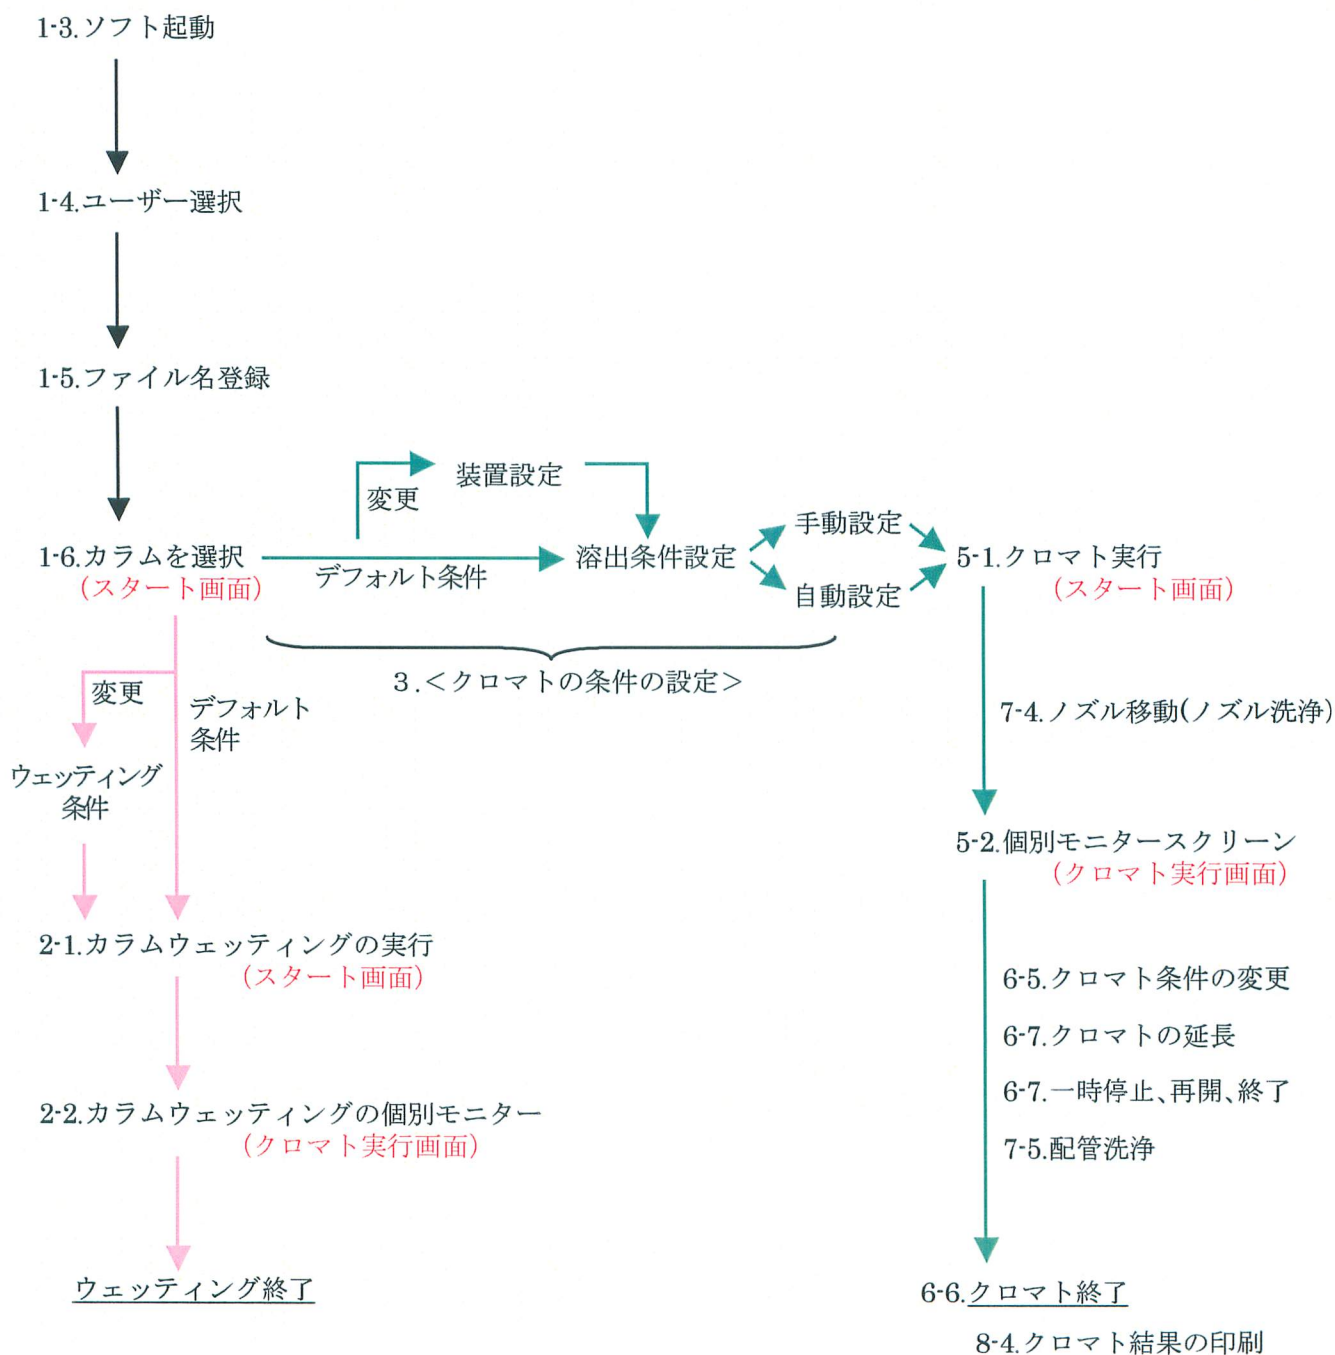 1-3.ソフト起動
1-4.ユーザー選択
1-5.ファイル名登録
1-6.カラムを選択
(スタート画面)
変更
装置設定
デフォルト条件
溶出条件設定
手動設定
自動設定
3.<クロマトの条件の設定>
5-1.クロマト実行
(スタート画面)
7-4.ノズル移動(ノズル洗浄)
5-2.個別モニタースクリーン
(クロマト実行画面)
6-5.クロマト条件の変更
6-7.クロマトの延長
6-7.一時停止、再開、終了
7-5.配管洗浄
6-6.クロマト終了
8-4.クロマト結果の印刷
変更
デフォルト
条件
ウェッティング
条件
2-1.カラムウェッティングの実行
(スタート画面)
2-2.カラムウェッティングの個別モニター
(クロマト実行画面)
ウェッティング終了